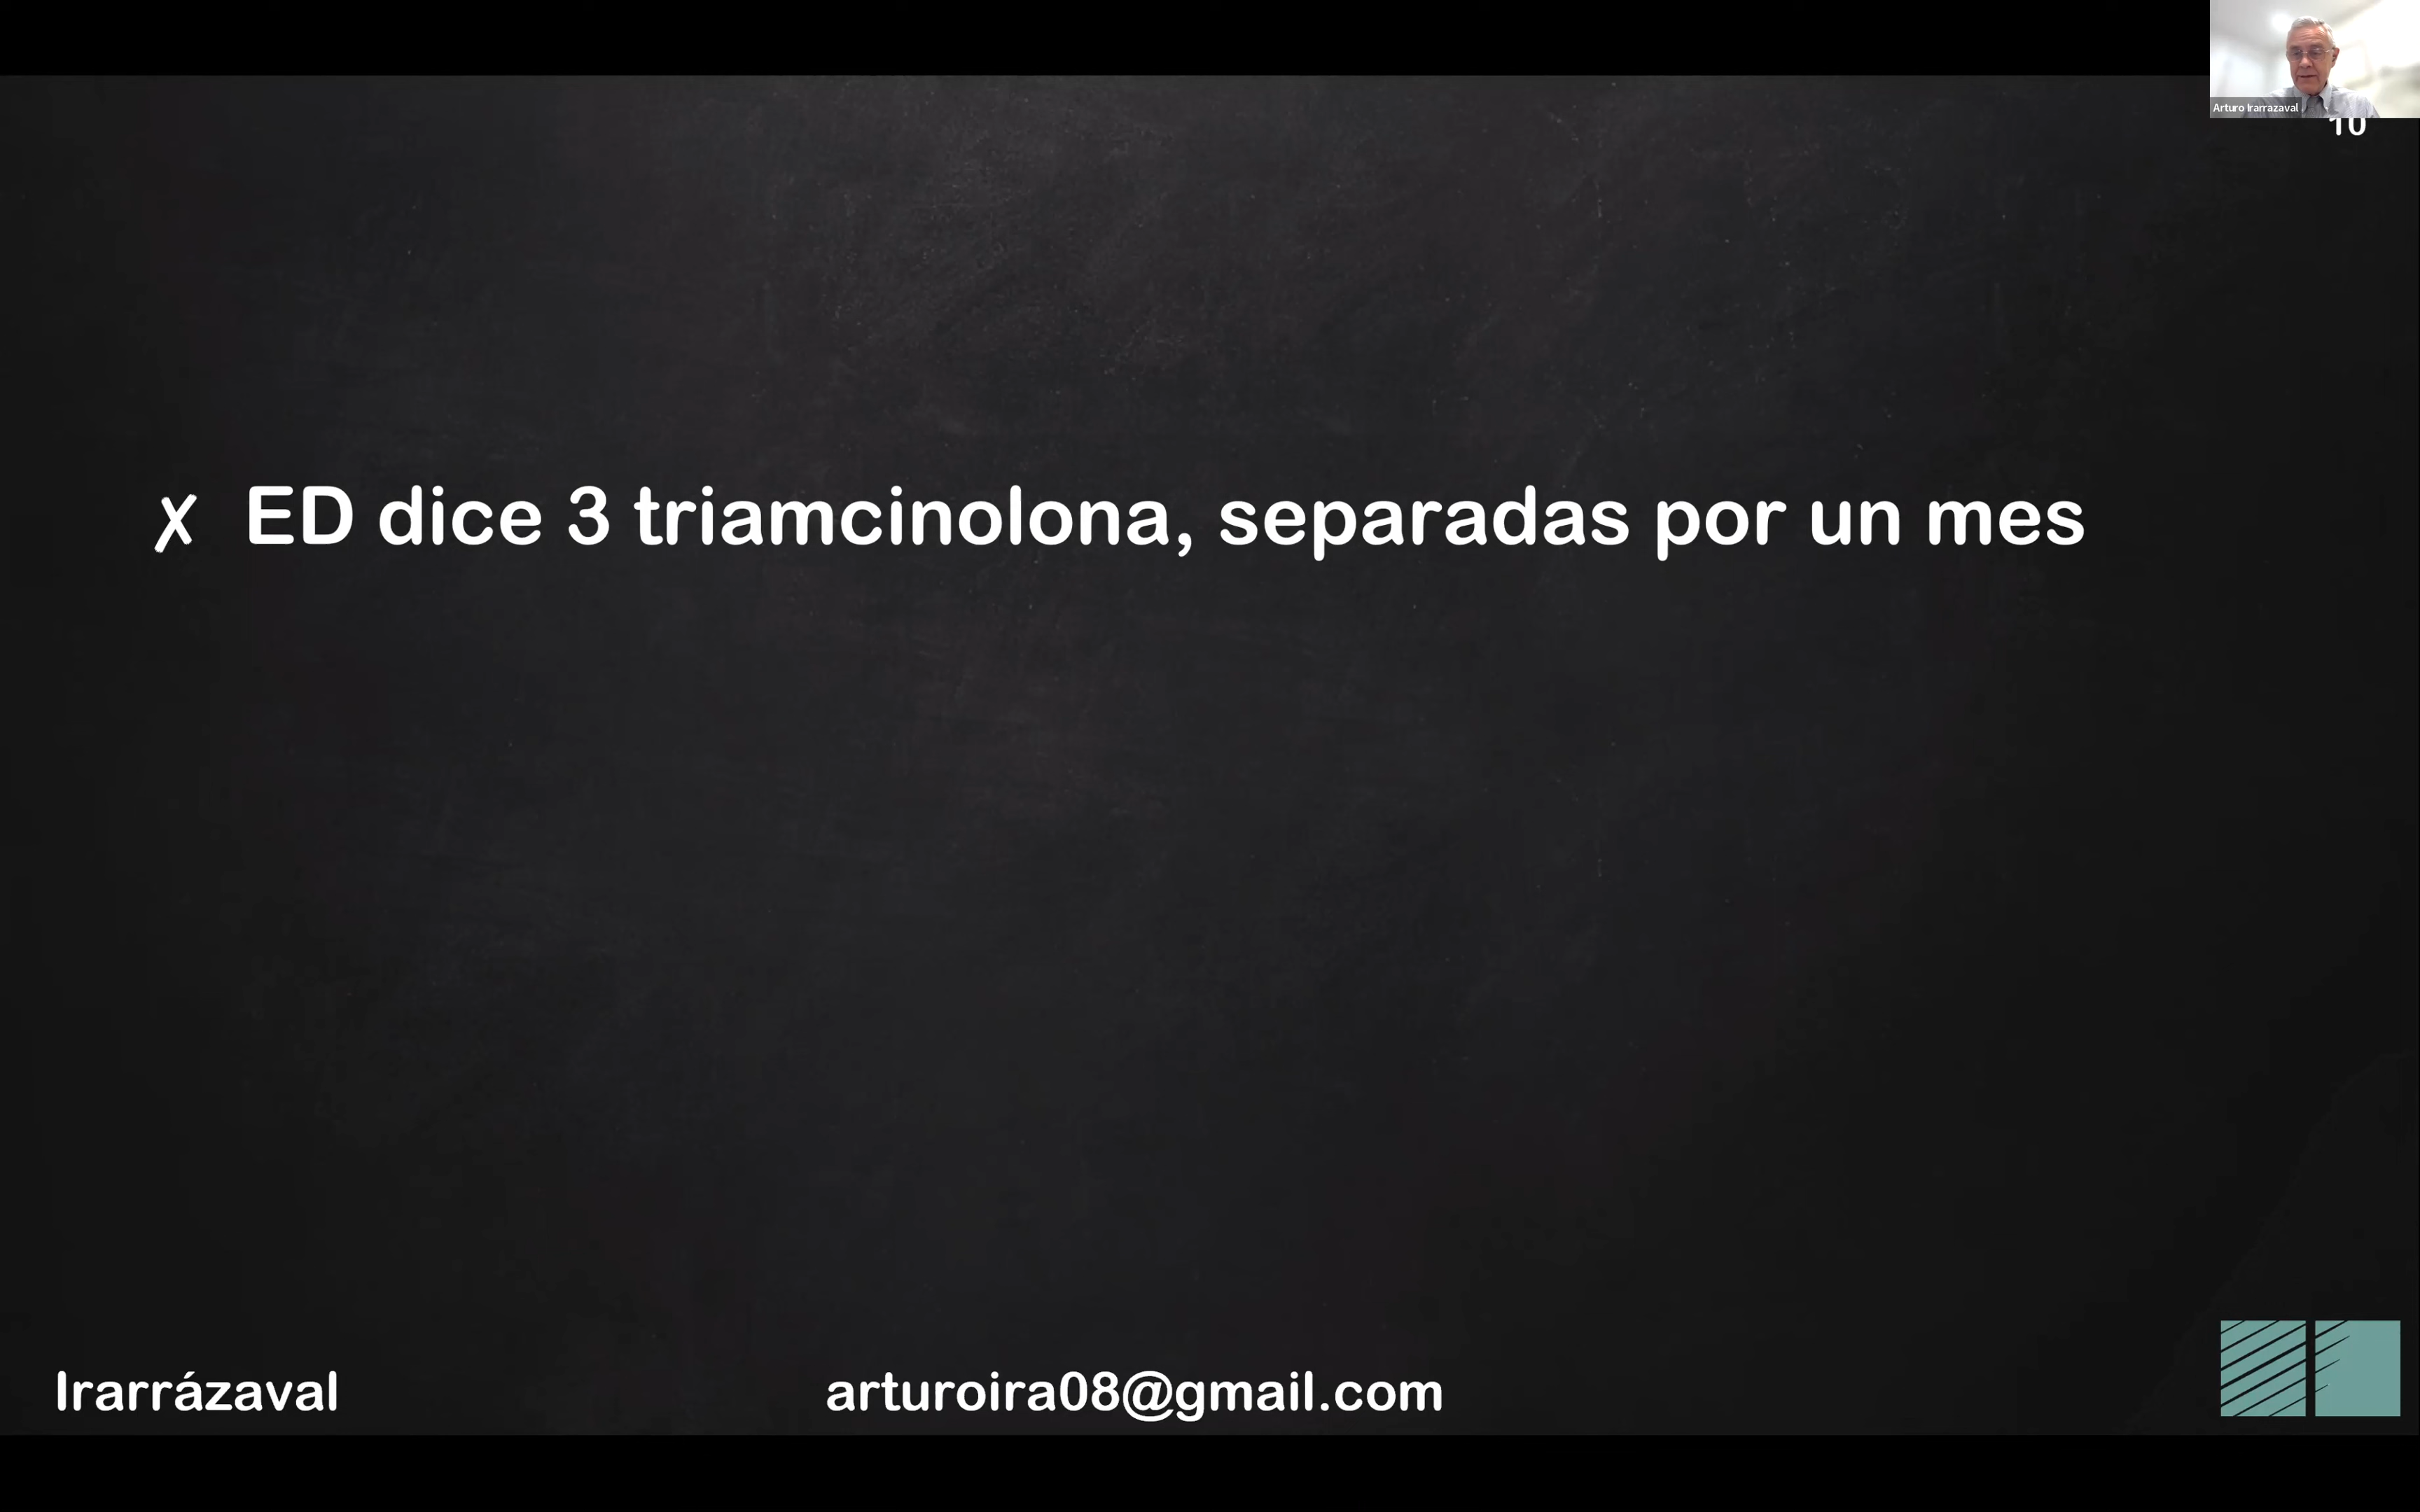 Arturo Irarrazaval
10
✗ ED dice 3 triamcinolona, separadas por un mes
Irarrázaval
arturoira08@gmail.com